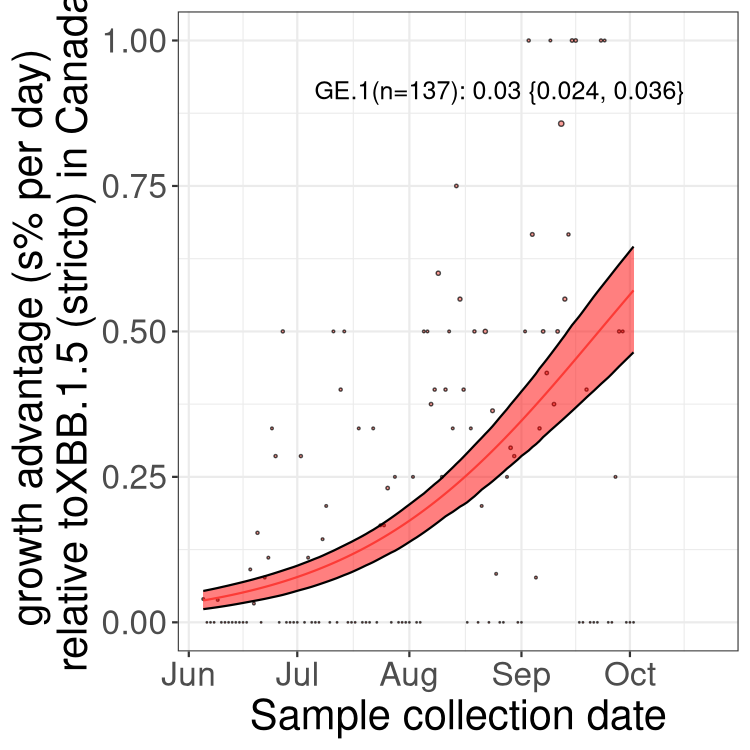 growth advantage (s% per day)
relative toXBB.1.5 (stricto) in Canada
1.00
0.75
0.50
0.25
0.00
GE.1(n=137): 0.03 {0.024, 0.036}
Jun Jul Aug Sep Oct
Sample collection date